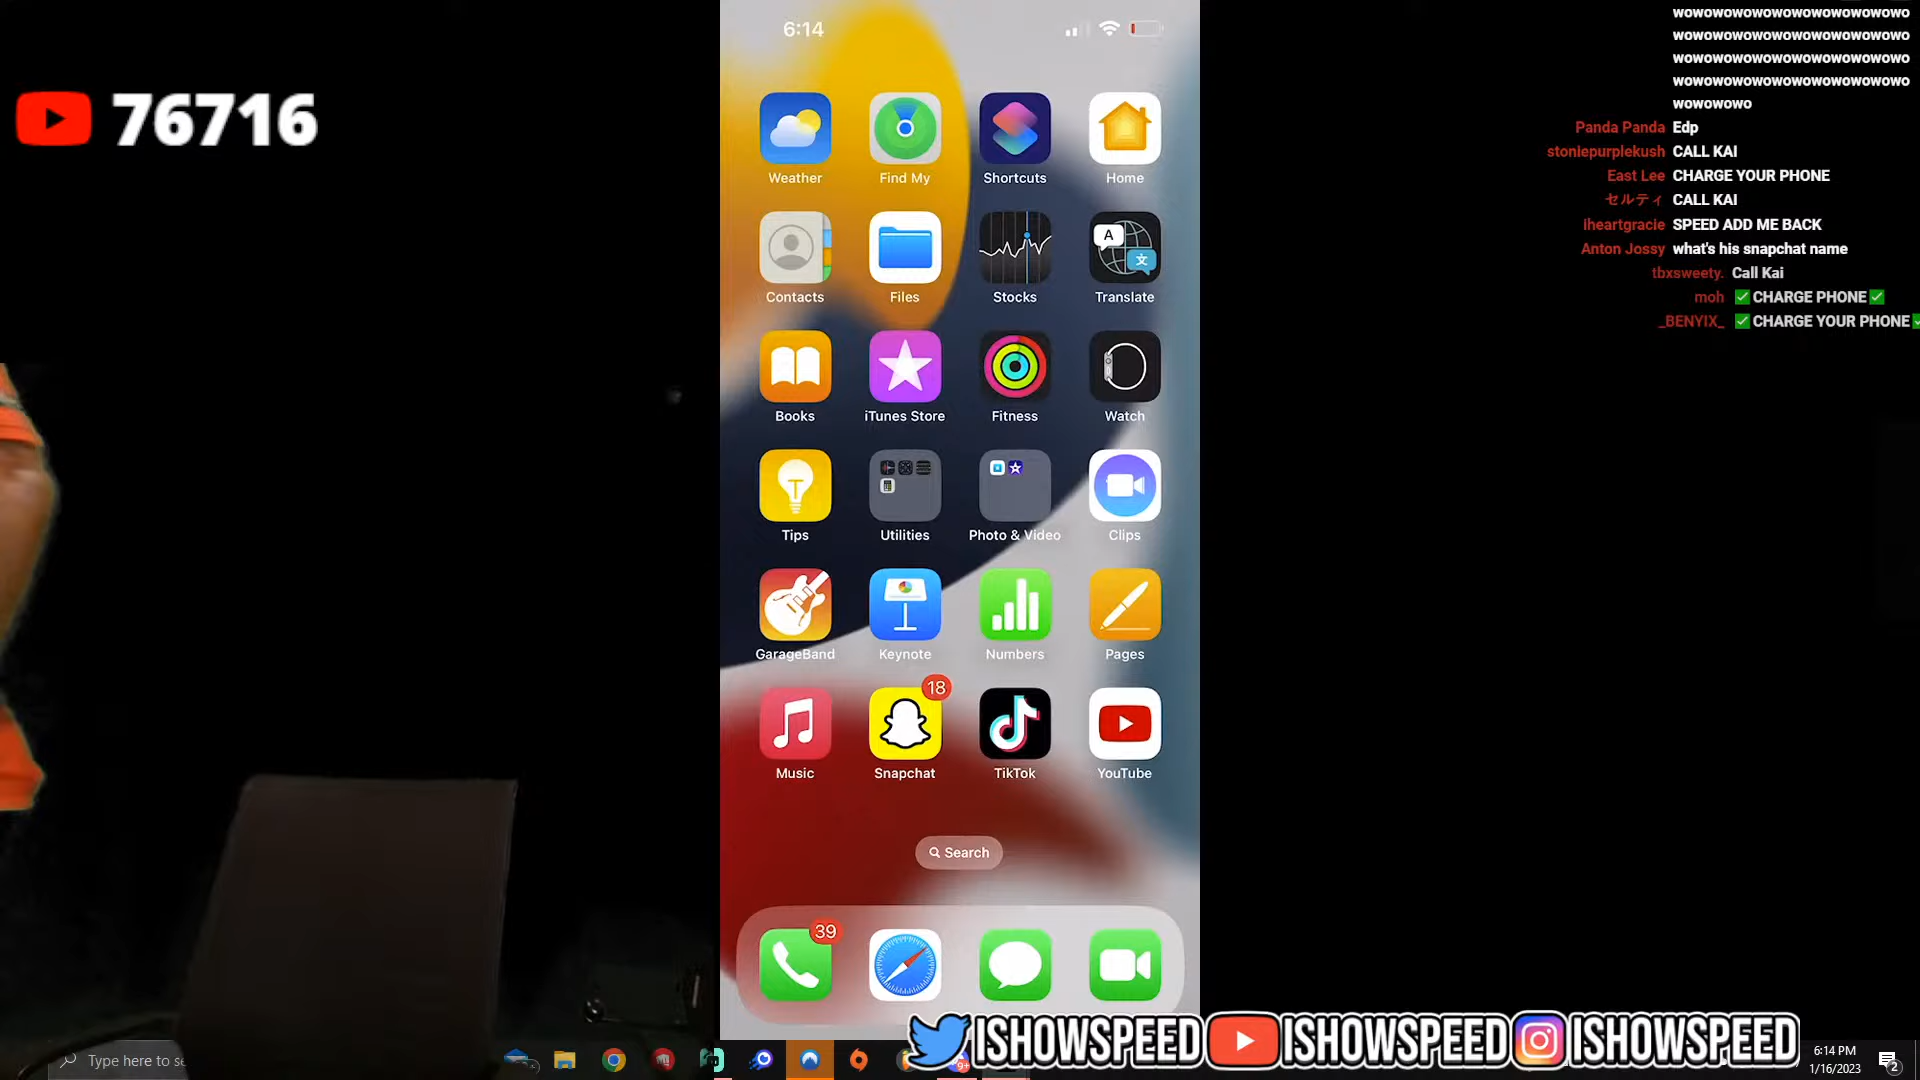 76716
6:14
Weather
Find My
Shortcuts
Home
Contacts
Files
Stocks
A
文
Translate
Books
iTunes Store
Fitness
Watch
T
Tips
Utilities
Photo & Video
Clips
GarageBand
Keynote
Numbers
Pages
Music
18
Snapchat
TikTok
YouTube
Search
39
wowowowowowowowowowowowo
wowowowowowowowowowowowo
wowowowowowowowowowowowo
wowowowowowowowowowowowo
wowowowo
Panda Panda Edp
stoniepurplekush CALL KAI
East Lee CHARGE YOUR PHONE
セルティ CALL KAI
iheartgracie SPEED ADD ME BACK
Anton Jossy what's his snapchat name
tbxsweety. Call Kai
moh ✅ CHARGE PHONE ✅
_BENYIX_ ✅ CHARGE YOUR PHONE ✅
ISHOWSPEED ISHOWSPEED ISHOWSPEED
Type here to se
9+
6:14 PM
1/16/2023
2